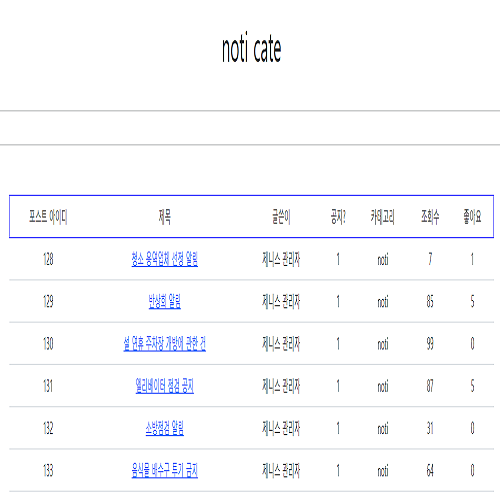 noti cate
포스트 아이디 제목 글쓴이 공지? 카테고리 조회수 좋아요
128 청소 용역업체 선정 알림 제니스 관리자 1 noti 7 1
129 반상회 알림 제니스 관리자 1 noti 85 5
130 설 연휴 주차장 개방에 관한 건 제니스 관리자 1 noti 99 0
131 엘리베이터 점검 공지 제니스 관리자 1 noti 87 5
132 소방점검 알림 제니스 관리자 1 noti 31 0
133 음식물 배수구 투기 금지 제니스 관리자 1 noti 64 0